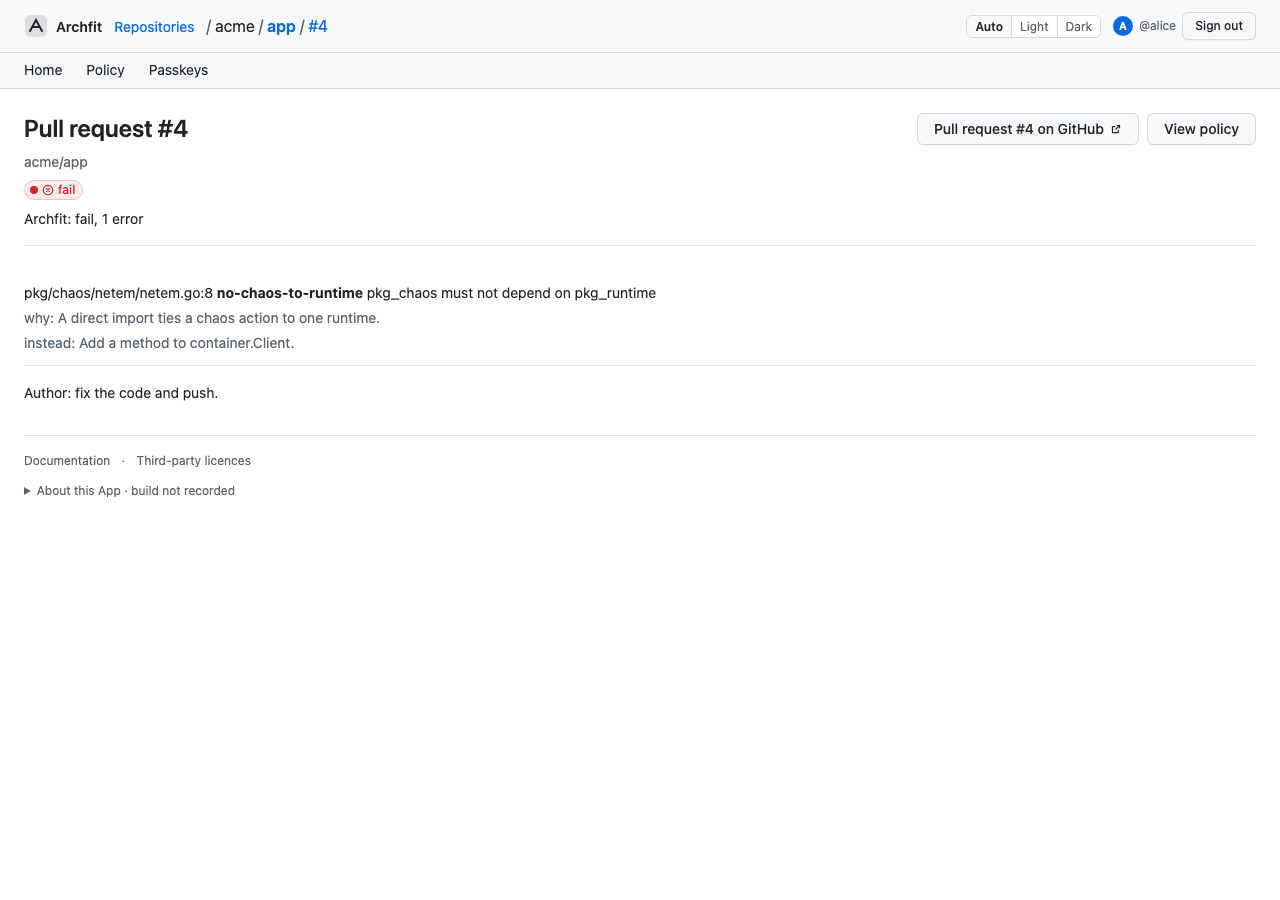 Archfit Repositories / acme / app / #4
Auto Light Dark A @alice Sign out
Home Policy Passkeys
Pull request #4
Pull request #4 on GitHub View policy
acme/app
fail
Archfit: fail, 1 error
pkg/chaos/netem/netem.go:8 no-chaos-to-runtime pkg_chaos must not depend on pkg_runtime
why: A direct import ties a chaos action to one runtime.
instead: Add a method to container.Client.
Author: fix the code and push.
Documentation · Third-party licences
About this App · build not recorded